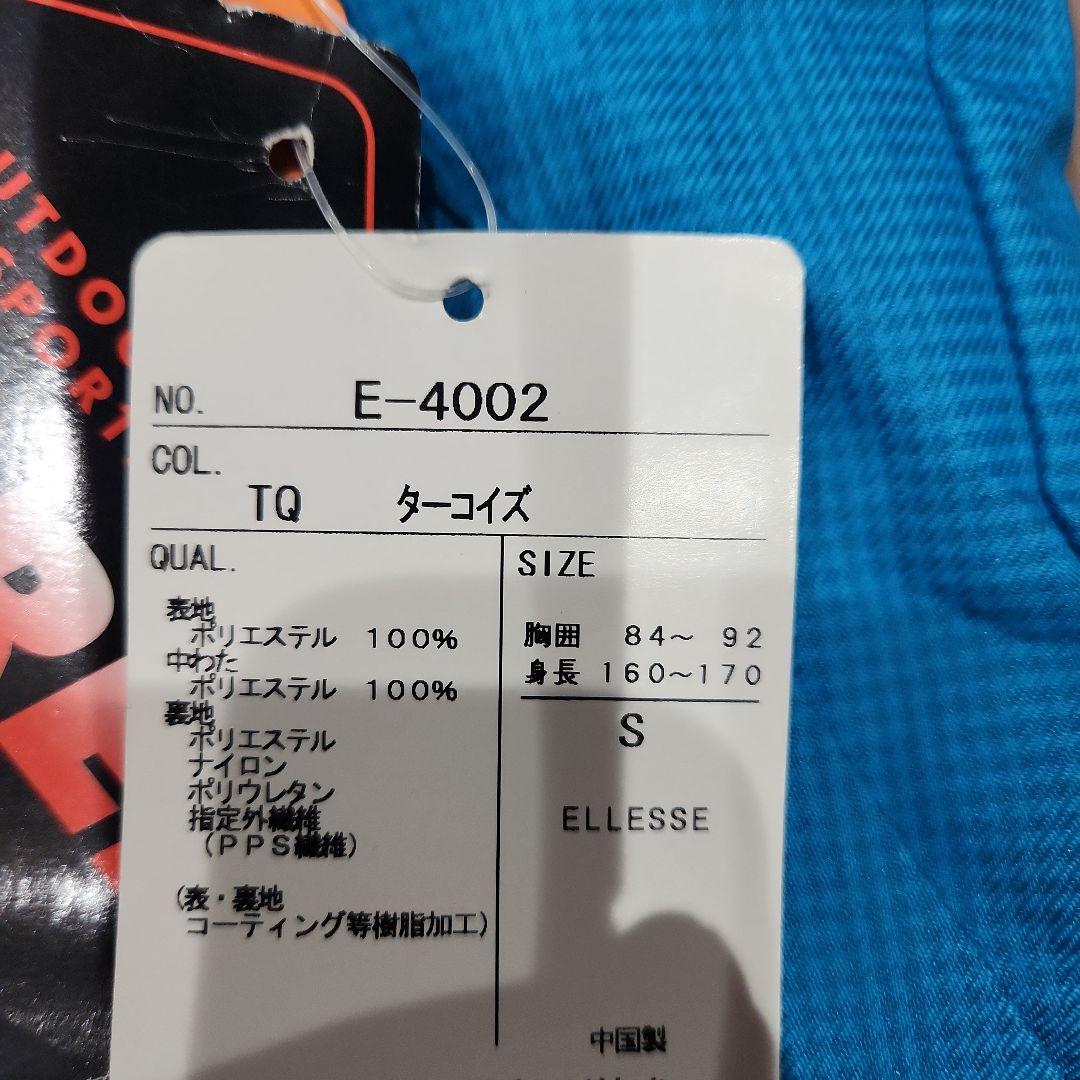 OUTDOOR
SPORT
NO. E-4002
COL.
TQ ターコイズ
QUAL.
表地
ポリエステル 100%
中わた
ポリエステル 100%
裏地
ポリエステル
ナイロン
ポリウレタン
指定外繊維
(PPS繊維)
(表・裏地
コーティング等樹脂加工)
SIZE
胸囲 84~ 92
身長 160~170
S
ELLESSE
中国製